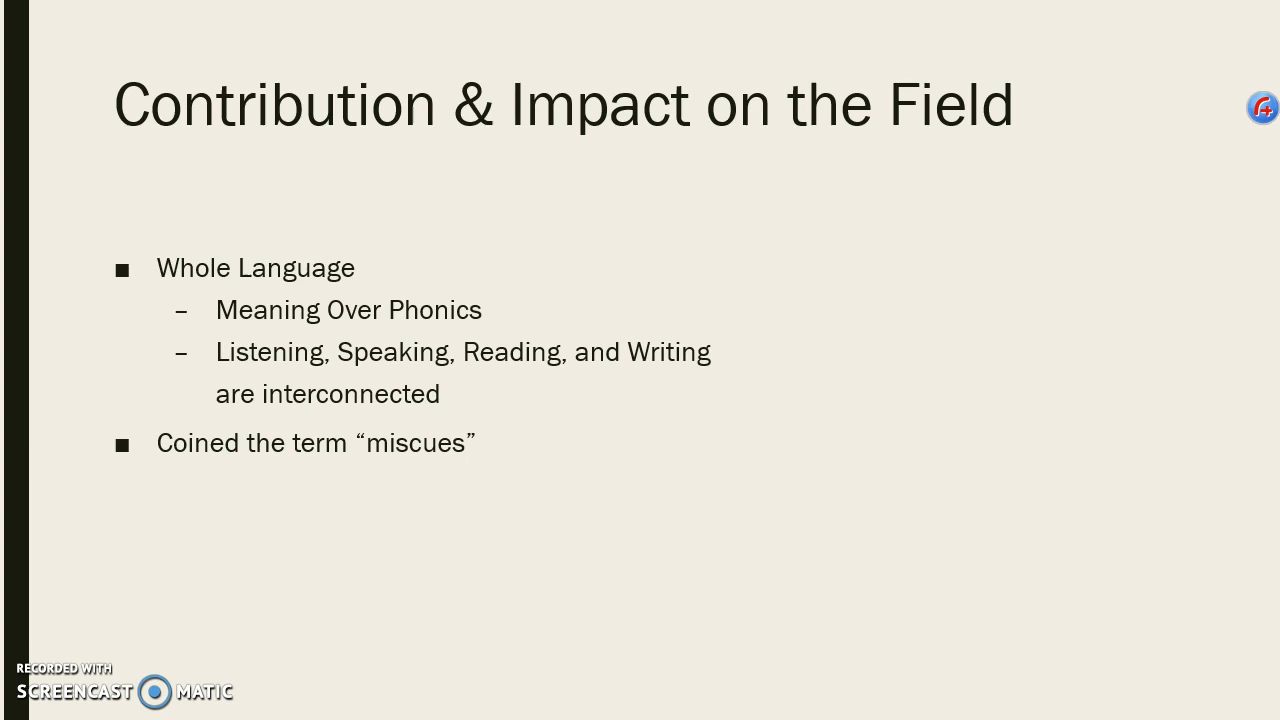 Contribution & Impact on the Field
■ Whole Language
– Meaning Over Phonics
– Listening, Speaking, Reading, and Writing
are interconnected
■ Coined the term “miscues”
RECORDED WITH
SCREENCAST MATIC